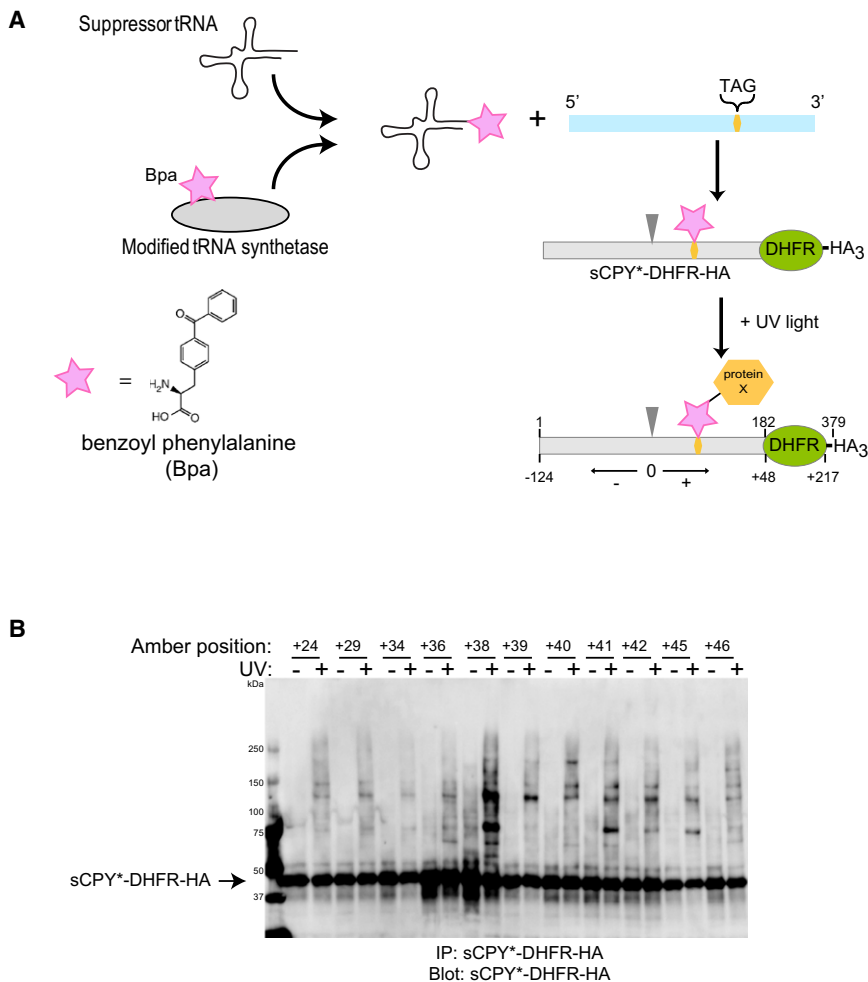 A
Suppressor tRNA
Bpa
Modified tRNA synthetase
=
benzoyl phenylalanine
(Bpa)
O
H₂N
HO
O
+
TAG
5’ 3’
DHFR HA₃
sCPY*-DHFR-HA
+ UV light
protein
X
1 182 379
DHFR HA₃
-124 - 0 + +48 +217
B
Amber position: +24 +29 +34 +36 +38 +39 +40 +41 +42 +45 +46
UV: - + - + - + - + - + - + - + - + - + - + - +
kDa
250
150
100
75
50
sCPY*-DHFR-HA
37
IP: sCPY*-DHFR-HA
Blot: sCPY*-DHFR-HA